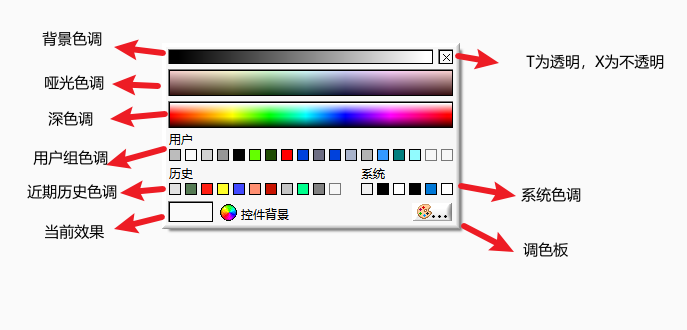 背景色调
T为透明，X为不透明
哑光色调
深色调
用户
用户组色调
历史
系统
近期历史色调
系统色调
控件背景
...
当前效果
调色板